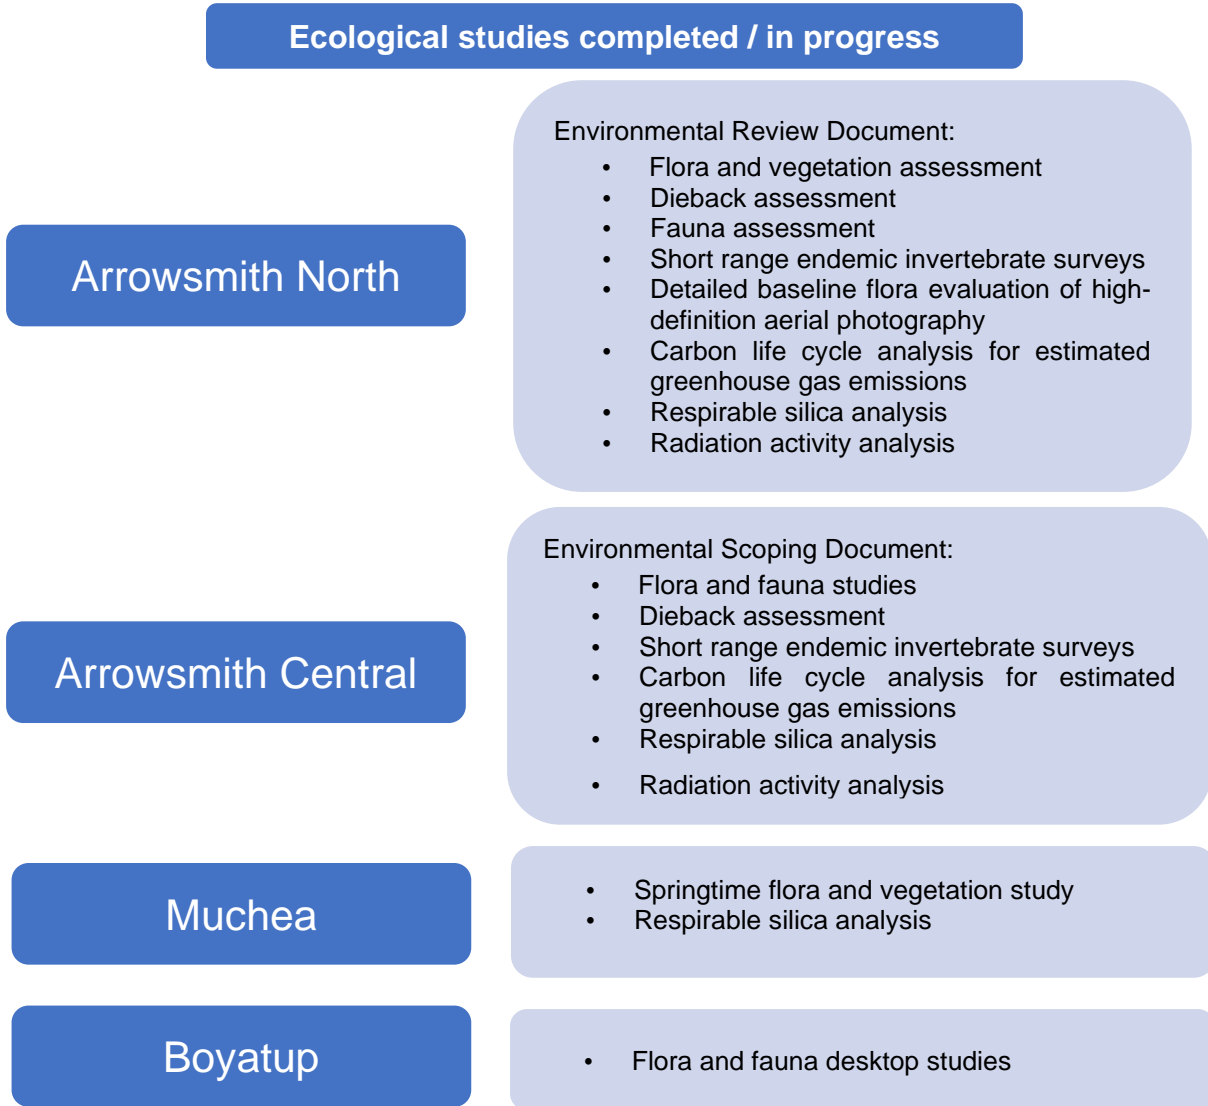 Ecological studies completed / in progress
Arrowsmith North
Environmental Review Document:
• Flora and vegetation assessment
• Dieback assessment
• Fauna assessment
• Short range endemic invertebrate surveys
• Detailed baseline flora evaluation of high-
definition aerial photography
• Carbon life cycle analysis for estimated
greenhouse gas emissions
• Respirable silica analysis
• Radiation activity analysis
Arrowsmith Central
Environmental Scoping Document:
• Flora and fauna studies
• Dieback assessment
• Short range endemic invertebrate surveys
• Carbon life cycle analysis for estimated
greenhouse gas emissions
• Respirable silica analysis
• Radiation activity analysis
Muchea
• Springtime flora and vegetation study
• Respirable silica analysis
Boyatup
• Flora and fauna desktop studies